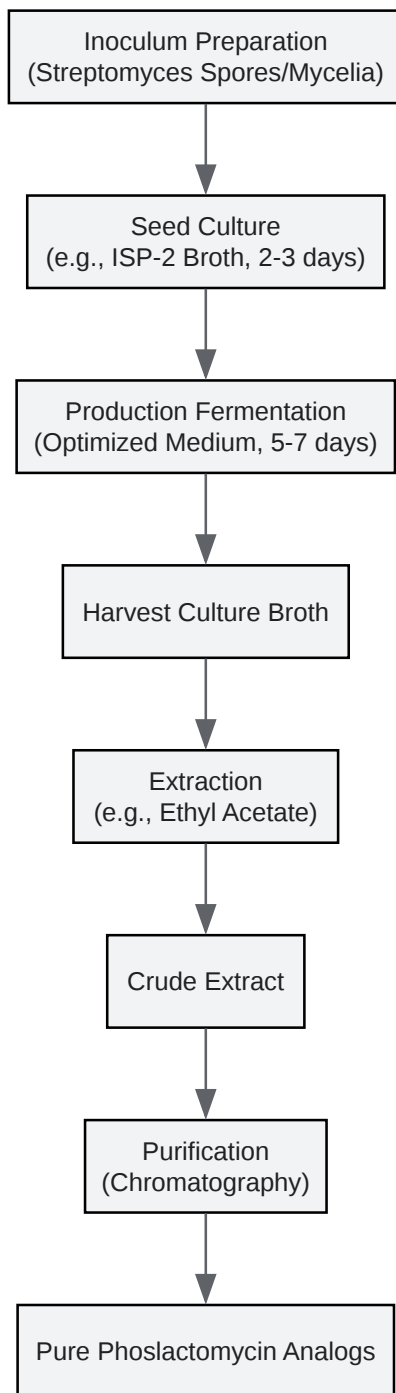 Inoculum Preparation
(Streptomyces Spores/Mycelia)
Seed Culture
(e.g., ISP-2 Broth, 2-3 days)
Production Fermentation
(Optimized Medium, 5-7 days)
Harvest Culture Broth
Extraction
(e.g., Ethyl Acetate)
Crude Extract
Purification
(Chromatography)
Pure Phoslactomycin Analogs